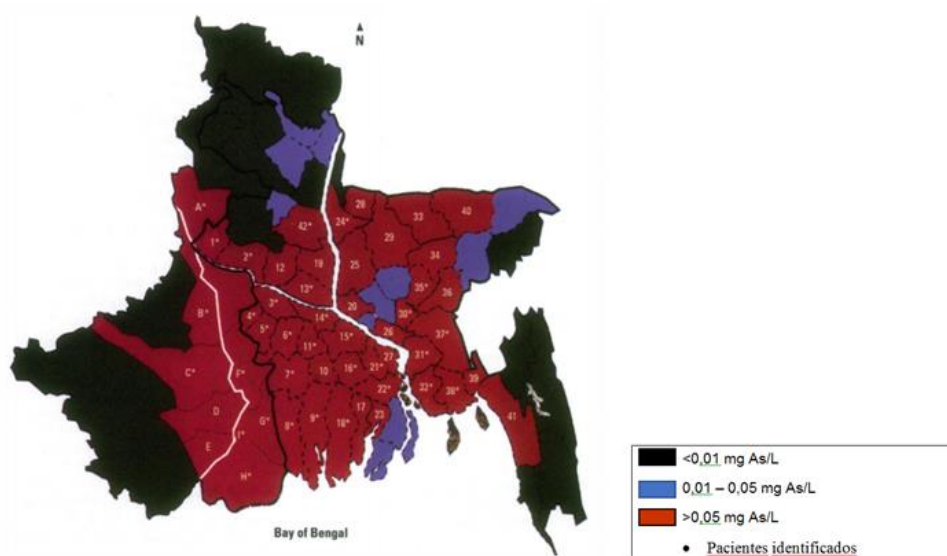 N
A*
1*
2*
12
19
42*
24*
28
33
40
29
25
34
13*
3*
4*
5*
14*
20
35*
36
30*
B*
6*
15*
26
37*
11*
27
31*
C*
F*
7*
10
16*
21*
22*
32*
38*
39
41
D
G*
8*
9*
18*
17
23
E
I*
H*
Bay of Bengal
<0,01 mg As/L
0,01 – 0,05 mg As/L
>0,05 mg As/L
• Pacientes identificados